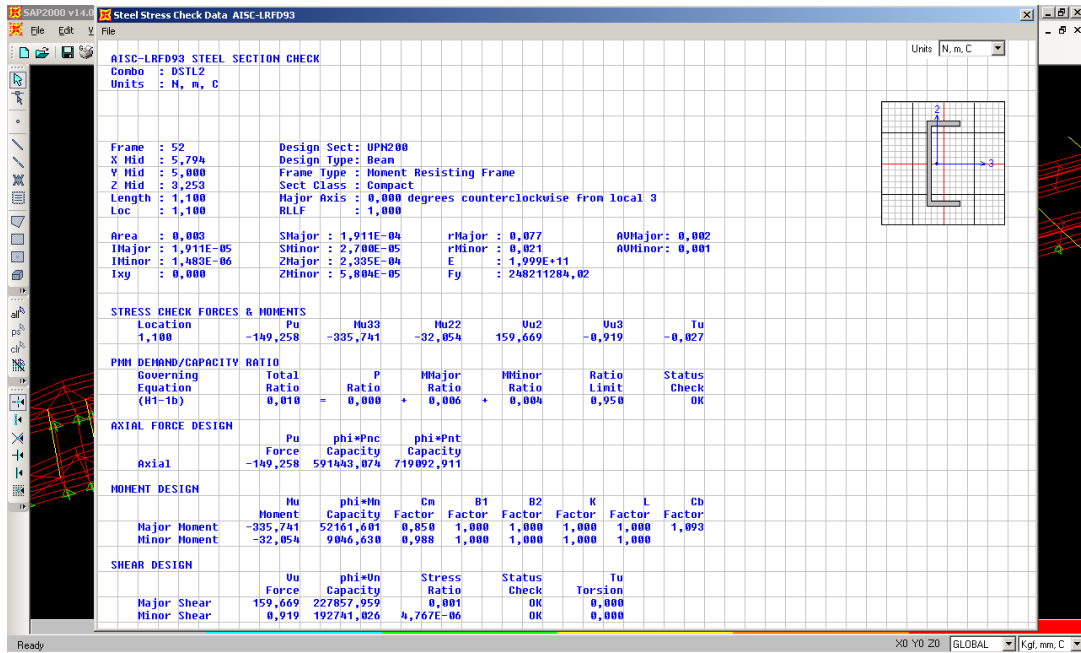 SAP2000 v14.0
Steel Stress Check Data AISC-LRFD93
File Edit
File
Units N, m, C
AISC-LRFD93 STEEL SECTION CHECK
Combo : DSTL2
Units : N, m, C
2
3
Frame : 52 Design Sect: UPN200
X Mid : 5,794 Design Type: Beam
Y Mid : 5,000 Frame Type : Moment Resisting Frame
Z Mid : 3,253 Sect Class : Compact
Length : 1,100 Major Axis : 0,000 degrees counterclockwise from local 3
Loc : 1,100 RLLF : 1,000
Area : 0,003 SMajor : 1,911E-04 rMajor : 0,077 AVMajor: 0,002
IMajor : 1,911E-05 SMinor : 2,700E-05 rMinor : 0,021 AVMinor: 0,001
IMinor : 1,483E-06 ZMajor : 2,335E-04 E : 1,999E+11
Ixy : 0,000 ZMinor : 5,804E-05 Fy : 248211284,02
STRESS CHECK FORCES & MOMENTS
Location Pu Mu33 Mu22 Vu2 Vu3 Tu
1,100 -149,258 -335,741 -32,054 159,669 -0,919 -0,027
PMM DEMAND/CAPACITY RATIO
Governing Total P MMajor MMinor Ratio Status
Equation Ratio Ratio Ratio Ratio Limit Check
(H1-1b) 0,010 = 0,000 + 0,006 + 0,004 0,950 OK
AXIAL FORCE DESIGN
Pu phi*Pnc phi*Pnt
Force Capacity Capacity
Axial -149,258 591443,074 719092,911
MOMENT DESIGN
Mu phi*Mn Cm B1 B2 K L Cb
Moment Capacity Factor Factor Factor Factor Factor Factor
Major Moment -335,741 52161,601 0,850 1,000 1,000 1,000 1,000 1,093
Minor Moment -32,054 9046,630 0,988 1,000 1,000 1,000 1,000
SHEAR DESIGN
Vu phi*Vn Stress Status Tu
Force Capacity Ratio Check Torsion
Major Shear 159,669 227857,959 0,001 OK 0,000
Minor Shear 0,919 192741,026 4,767E-06 OK 0,000
all
ps
clr
Ready
X0 Y0 Z0 GLOBAL Kgf, mm, C